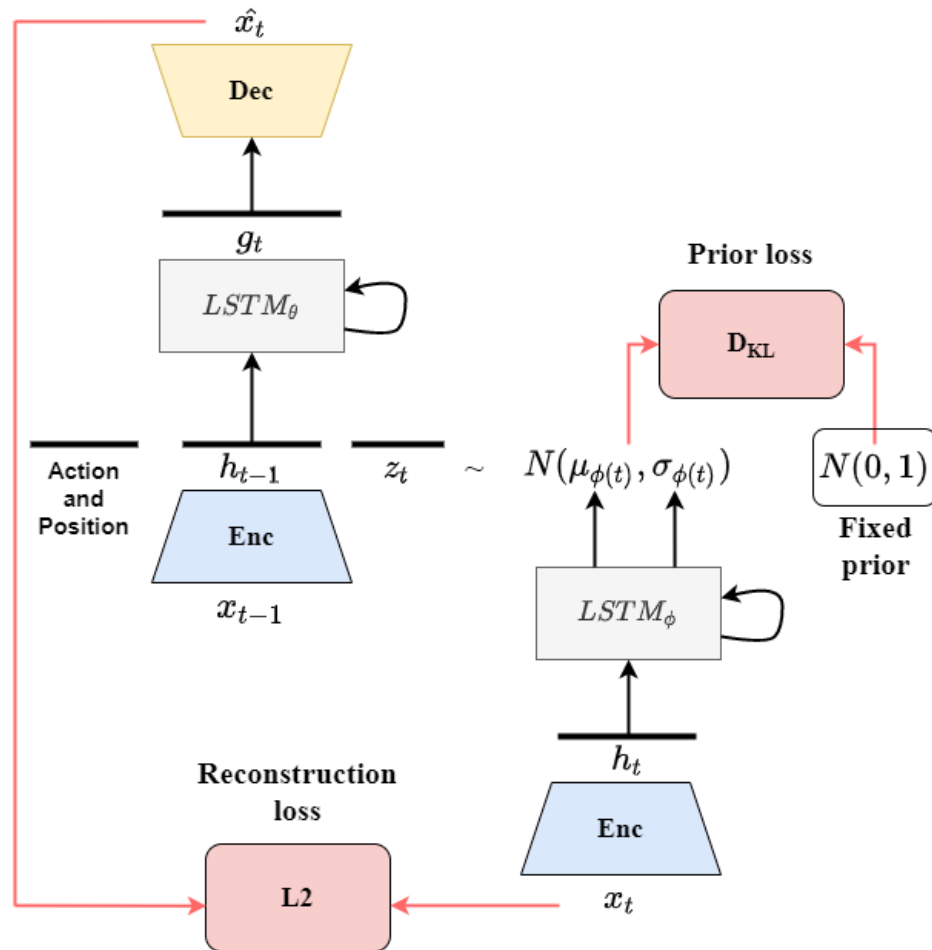 x̂_t
Dec
g_t
LSTM_θ
Prior loss
D_KL
Action
and
Position
h_{t-1}
z_t ~ N(μ_{ϕ(t)}, σ_{ϕ(t)})
N(0, 1)
Fixed
prior
Enc
x_{t-1}
LSTM_ϕ
h_t
Reconstruction
loss
Enc
L2
x_t